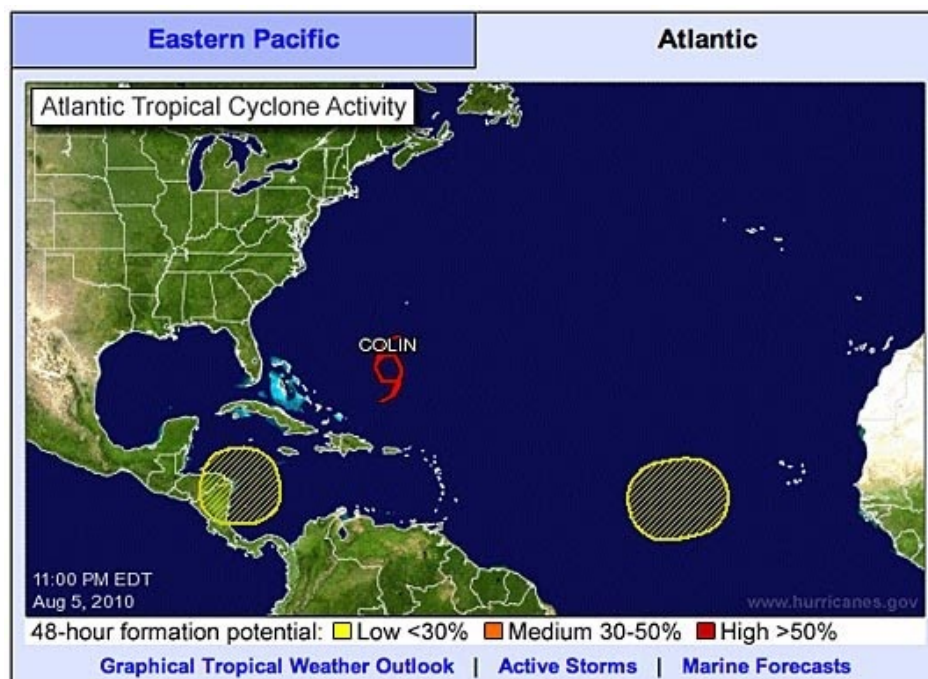 Eastern Pacific
Atlantic
Atlantic Tropical Cyclone Activity
COLIN
11:00 PM EDT
Aug 5, 2010
www.hurricanes.gov
48-hour formation potential: Low <30% Medium 30-50% High >50%
Graphical Tropical Weather Outlook | Active Storms | Marine Forecasts